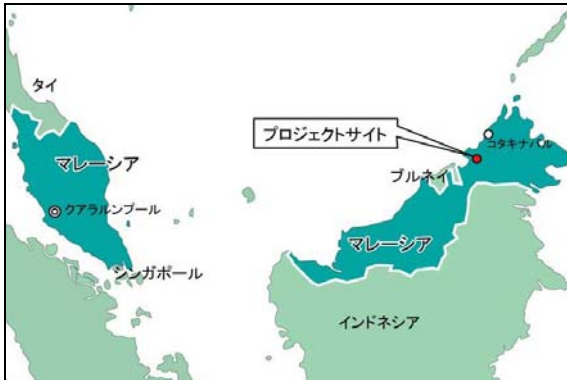 タイ
マレーシア
クアラルンプール
シンガポール
プロジェクトサイト
コタキナバル
ブルネイ
マレーシア
インドネシア